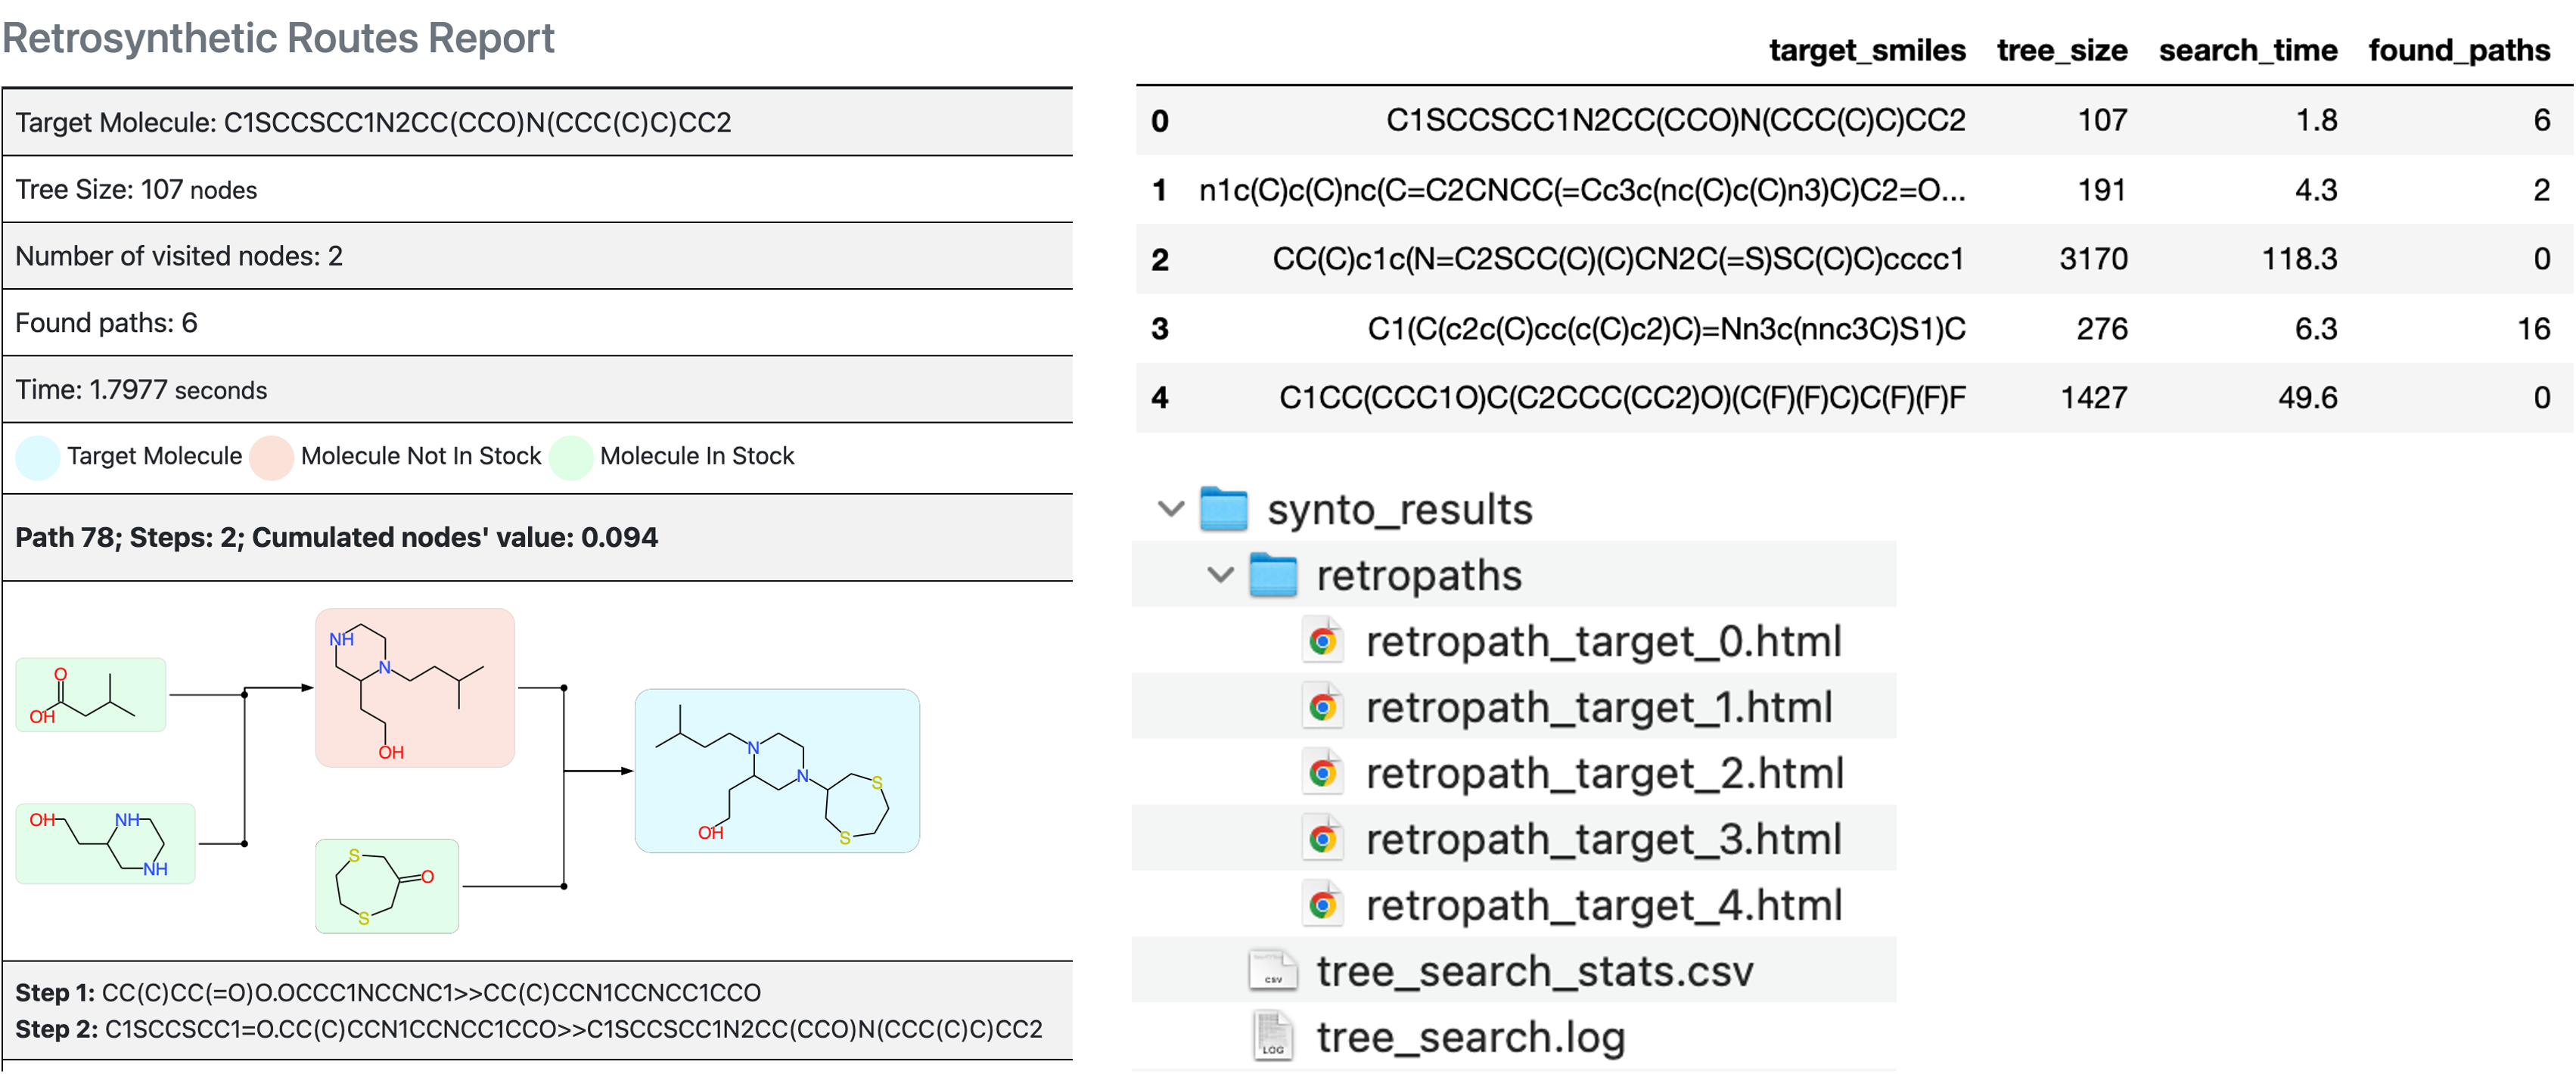 Retrosynthetic Routes Report
Target Molecule: C1SCCSCC1N2CC(CCO)N(CCC(C)C)CC2
Tree Size: 107 nodes
Number of visited nodes: 2
Found paths: 6
Time: 1.7977 seconds
Target Molecule Molecule Not In Stock Molecule In Stock
Path 78; Steps: 2; Cumulated nodes' value: 0.094
O
OH
OH
NH
NH
NH
N
OH
S
O
S
N
N
S
S
OH
Step 1: CC(C)CC(=O)O.OCCC1NCCNC1>>CC(C)CCN1CCNCC1CCO
Step 2: C1SCCSCC1=O.CC(C)CCN1CCNCC1CCO>>C1SCCSCC1N2CC(CCO)N(CCC(C)C)CC2
target_smiles tree_size search_time found_paths
0 C1SCCSCC1N2CC(CCO)N(CCC(C)C)CC2 107 1.8 6
1 n1c(C)c(C)nc(C=C2CNCC(=Cc3c(nc(C)c(C)n3)C)C2=O... 191 4.3 2
2 CC(C)c1c(N=C2SCC(C)(C)CN2C(=S)SC(C)C)cccc1 3170 118.3 0
3 C1(C(c2c(C)cc(c(C)c2)C)=Nn3c(nnc3C)S1)C 276 6.3 16
4 C1CC(CCC1O)C(C2CCC(CC2)O)(C(F)(F)C)C(F)(F)F 1427 49.6 0
synto_results
retropaths
retropath_target_0.html
retropath_target_1.html
retropath_target_2.html
retropath_target_3.html
retropath_target_4.html
CSV
tree_search_stats.csv
LOG
tree_search.log